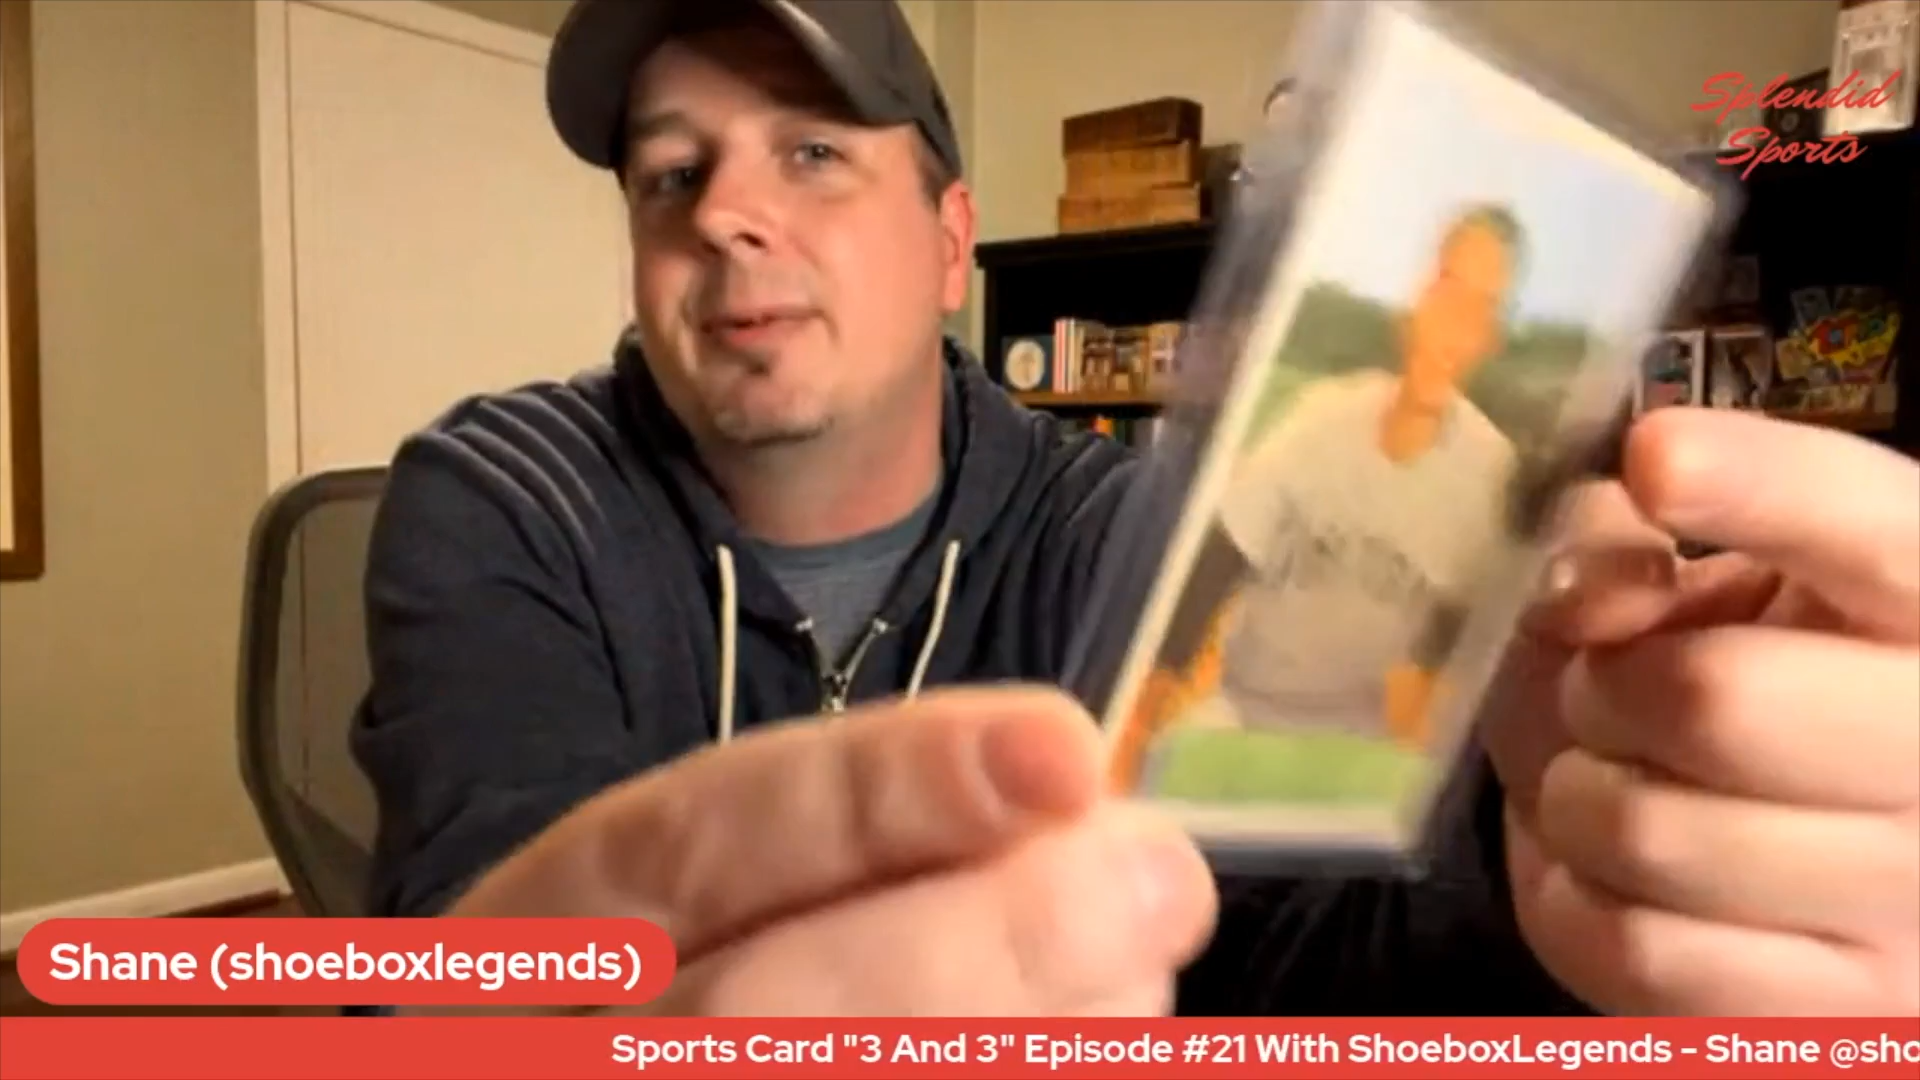 Splendid
Sports
Shane (shoeboxlegends)
Sports Card "3 And 3" Episode #21 With ShoeboxLegends - Shane @sho